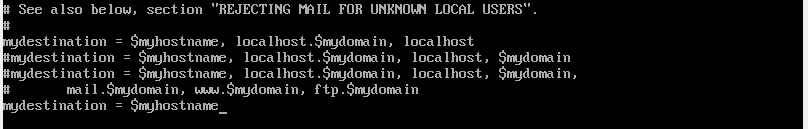 # See also below, section "REJECTING MAIL FOR UNKNOWN LOCAL USERS".
#
mydestination = $myhostname, localhost.$mydomain, localhost
#mydestination = $myhostname, localhost.$mydomain, localhost, $mydomain
#mydestination = $myhostname, localhost.$mydomain, localhost, $mydomain,
#       mail.$mydomain, www.$mydomain, ftp.$mydomain
mydestination = $myhostname_